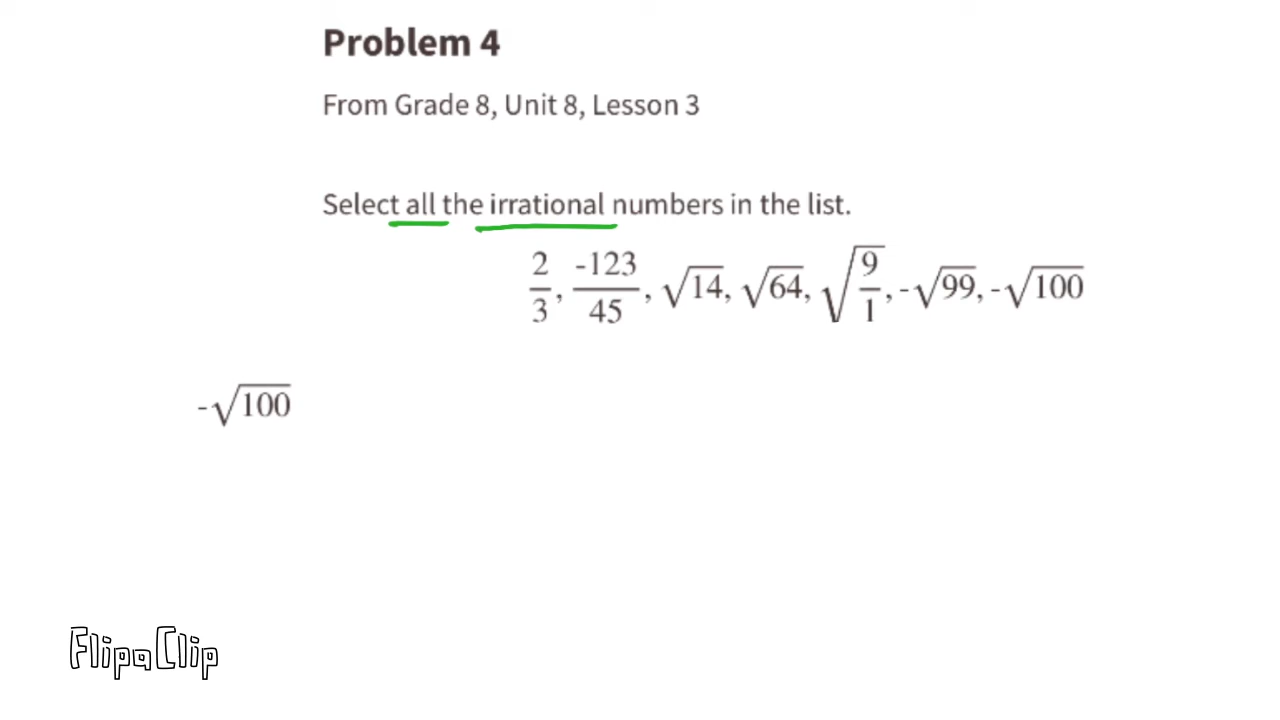 Problem 4
From Grade 8, Unit 8, Lesson 3
Select all the irrational numbers in the list.
2/3, -123/45, √14, √64, √(9/1), -√99, -√100
-√100
FlipaClip